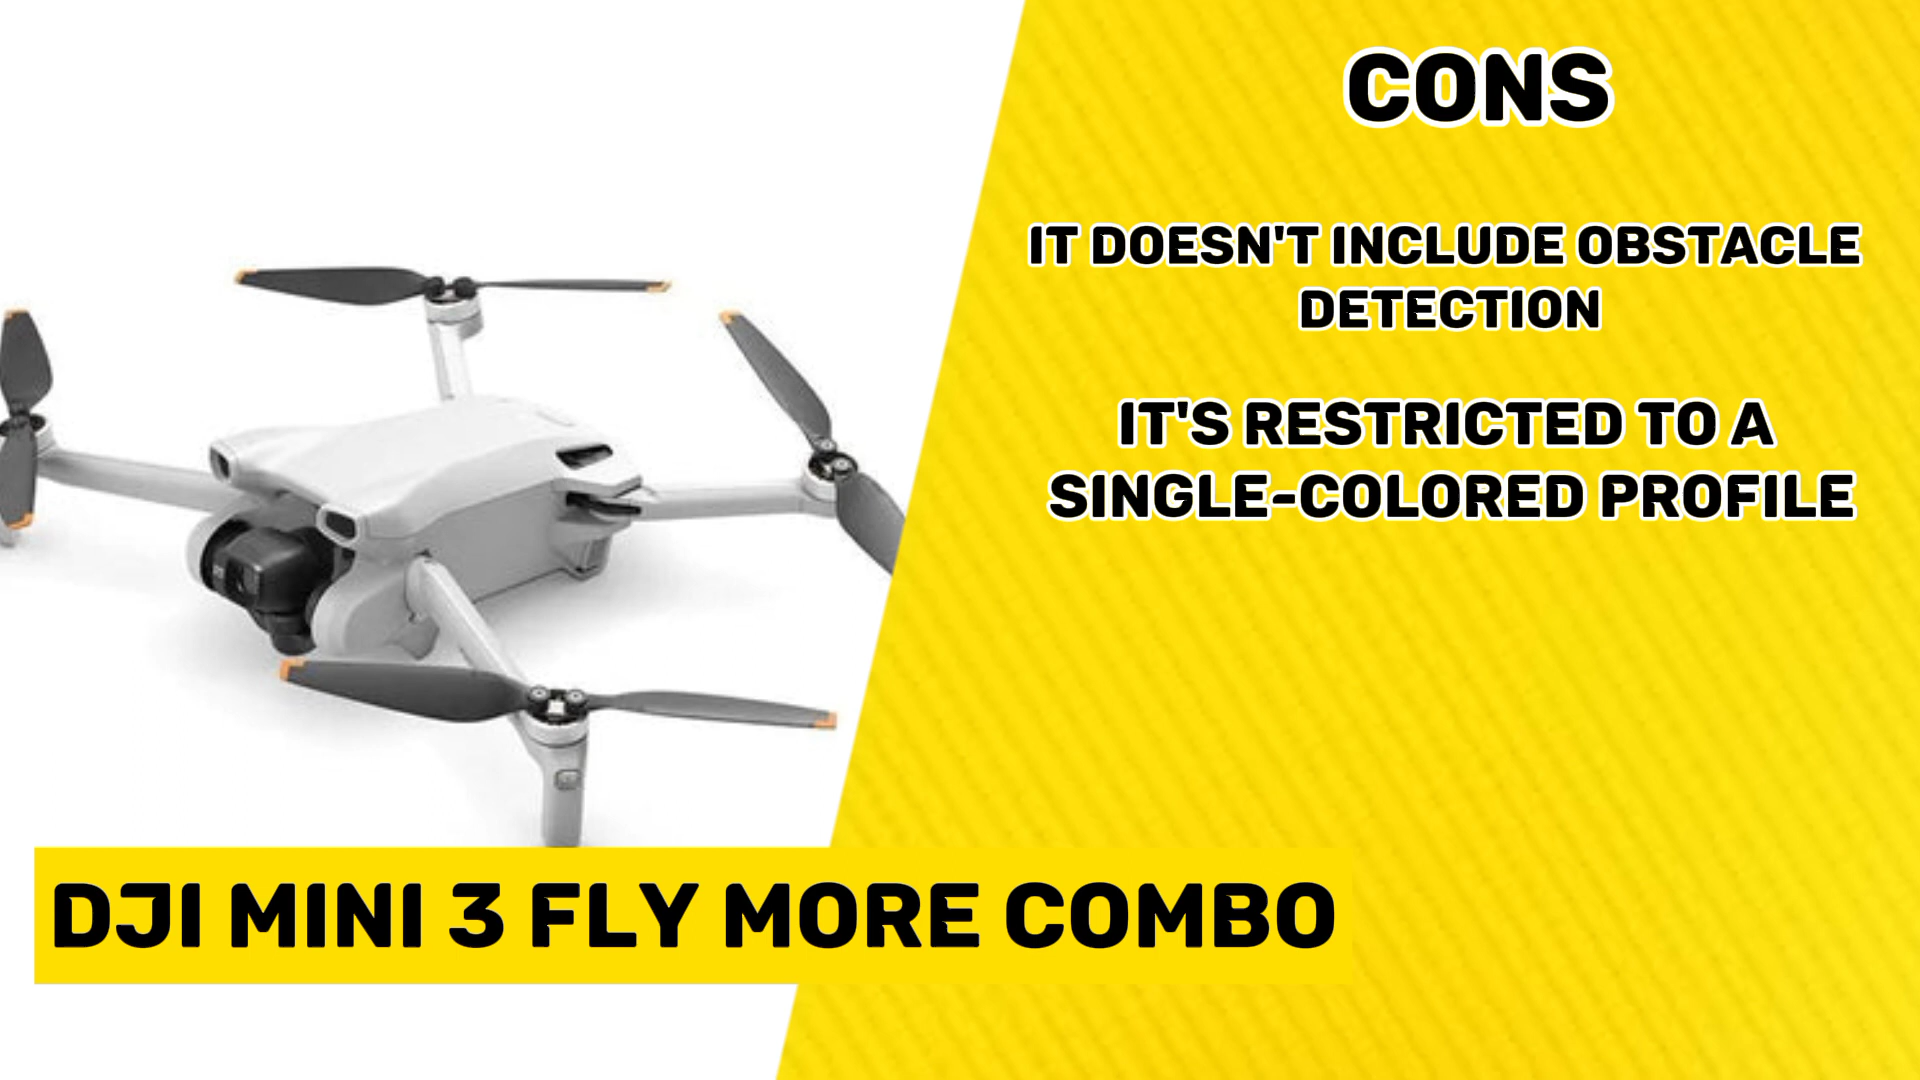 CONS
IT DOESN'T INCLUDE OBSTACLE
DETECTION
IT'S RESTRICTED TO A
SINGLE-COLORED PROFILE
DJI MINI 3 FLY MORE COMBO